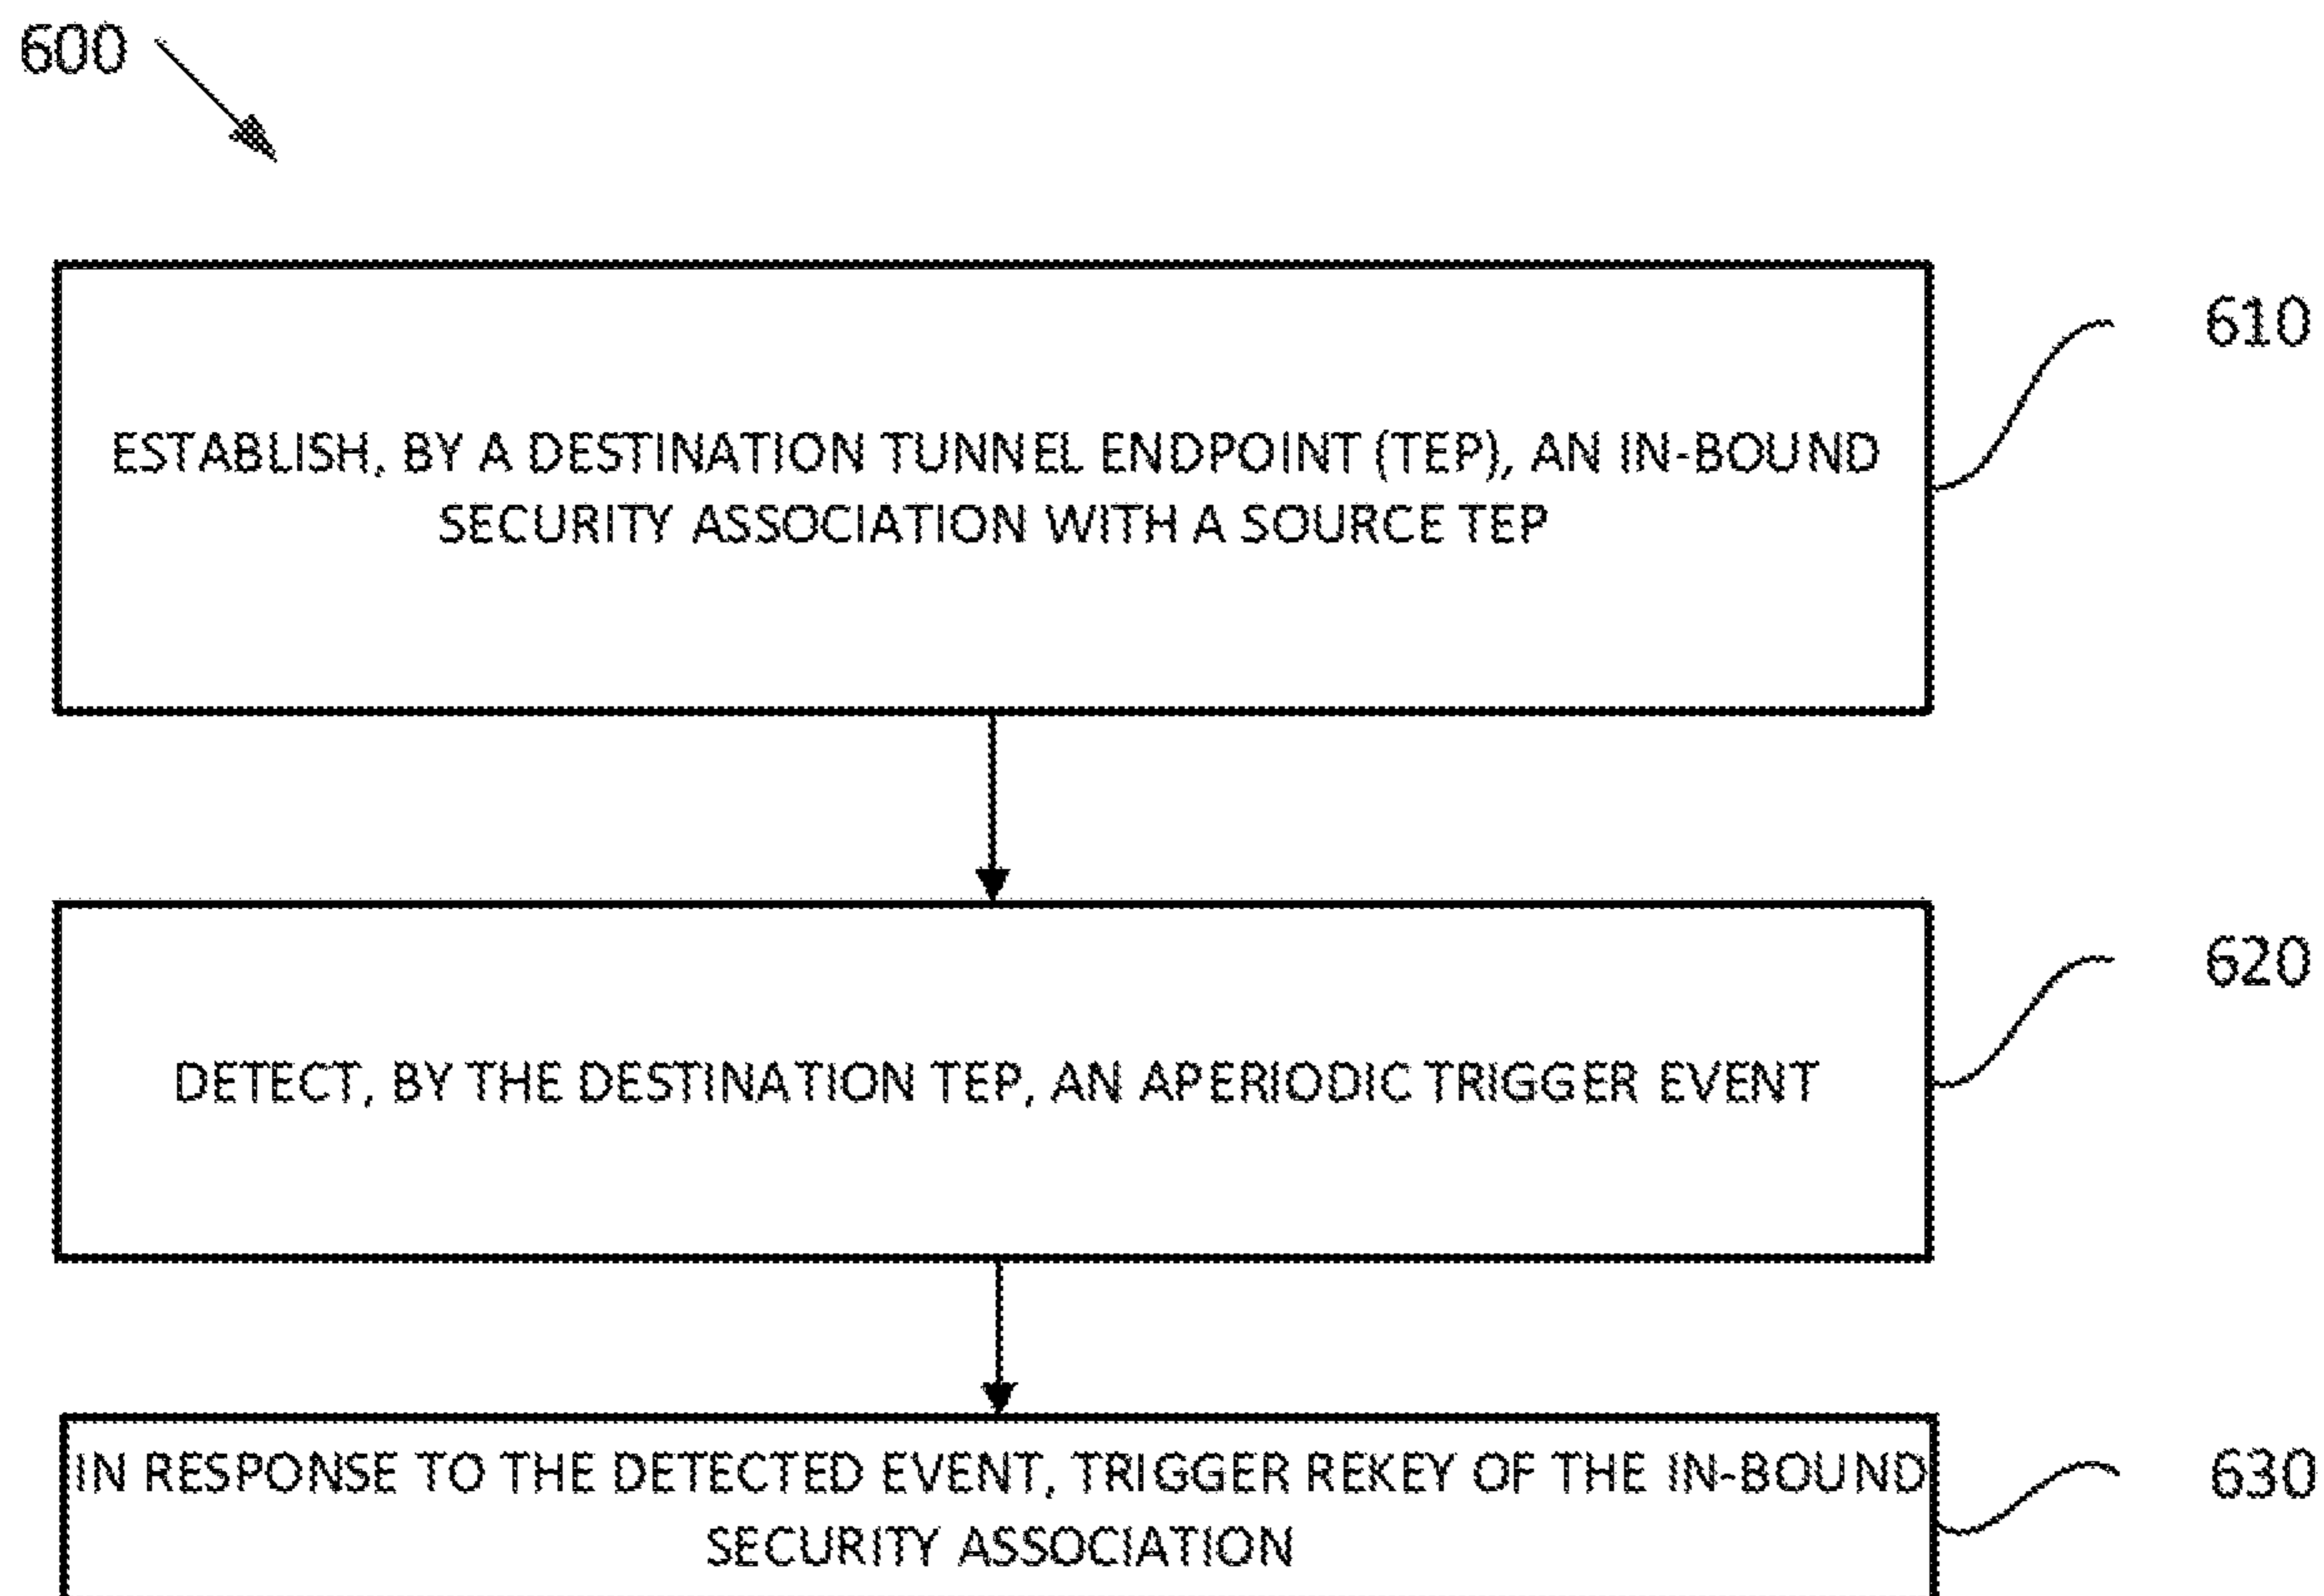 600
610
ESTABLISH, BY A DESTINATION TUNNEL ENDPOINT (TEP), AN IN-BOUND
SECURITY ASSOCIATION WITH A SOURCE TEP
620
DETECT, BY THE DESTINATION TEP, AN APERIODIC TRIGGER EVENT
630
IN RESPONSE TO THE DETECTED EVENT, TRIGGER REKEY OF THE IN-BOUND
SECURITY ASSOCIATION